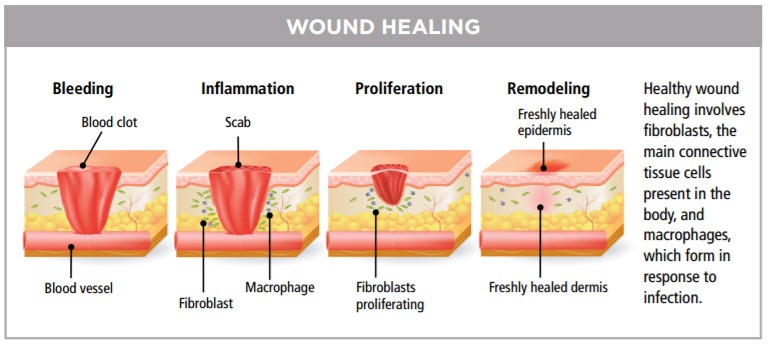 WOUND HEALING
Bleeding
Blood clot
Blood vessel
Inflammation
Scab
Fibroblast
Macrophage
Proliferation
Fibroblasts
proliferating
Remodeling
Freshly healed
epidermis
Freshly healed dermis
Healthy wound
healing involves
fibroblasts, the
main connective
tissue cells
present in the
body, and
macrophages,
which form in
response to
infection.